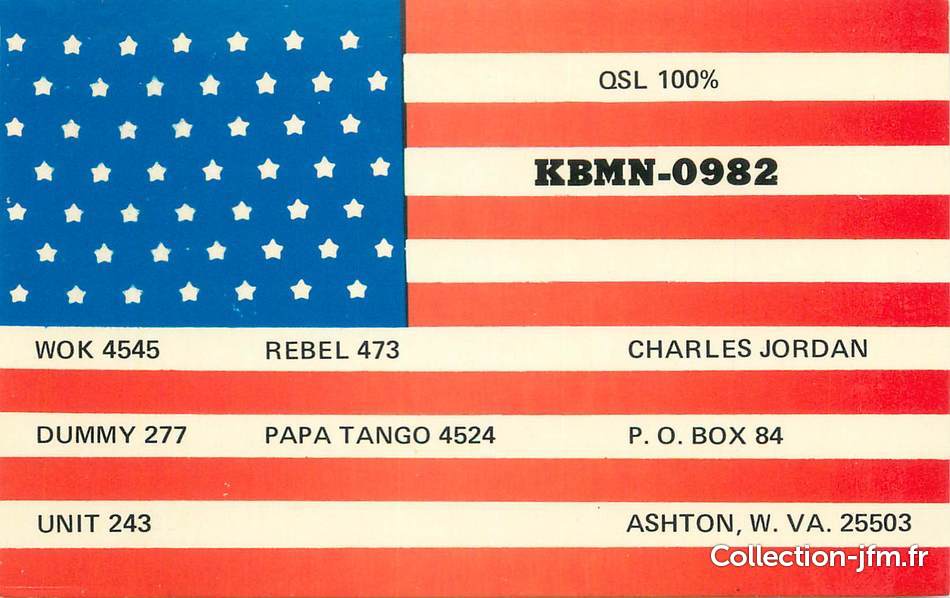 QSL 100%
KBMN-0982
WOK 4545 REBEL 473 CHARLES JORDAN
DUMMY 277 PAPA TANGO 4524 P. O. BOX 84
UNIT 243 ASHTON, W. VA. 25503
Collection-jfm.fr